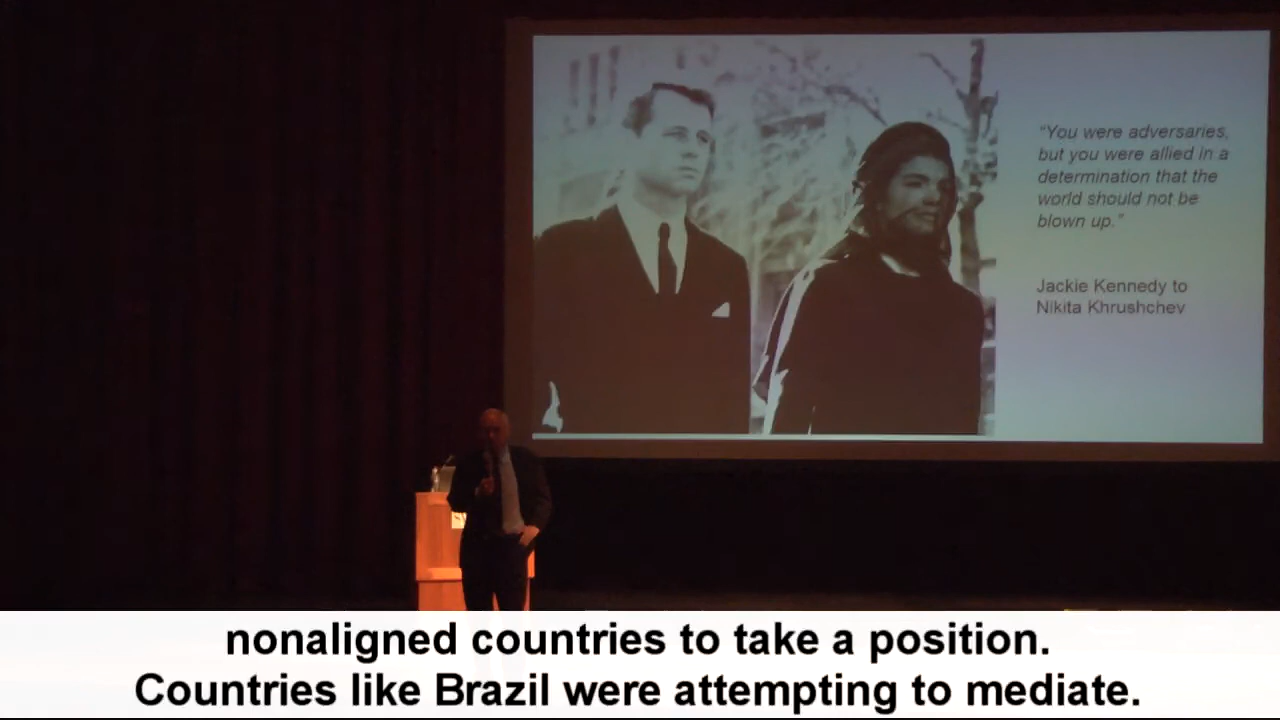 "You were adversaries,
but you were allied in a
determination that the
world should not be
blown up."
Jackie Kennedy to
Nikita Khrushchev
nonaligned countries to take a position.
Countries like Brazil were attempting to mediate.